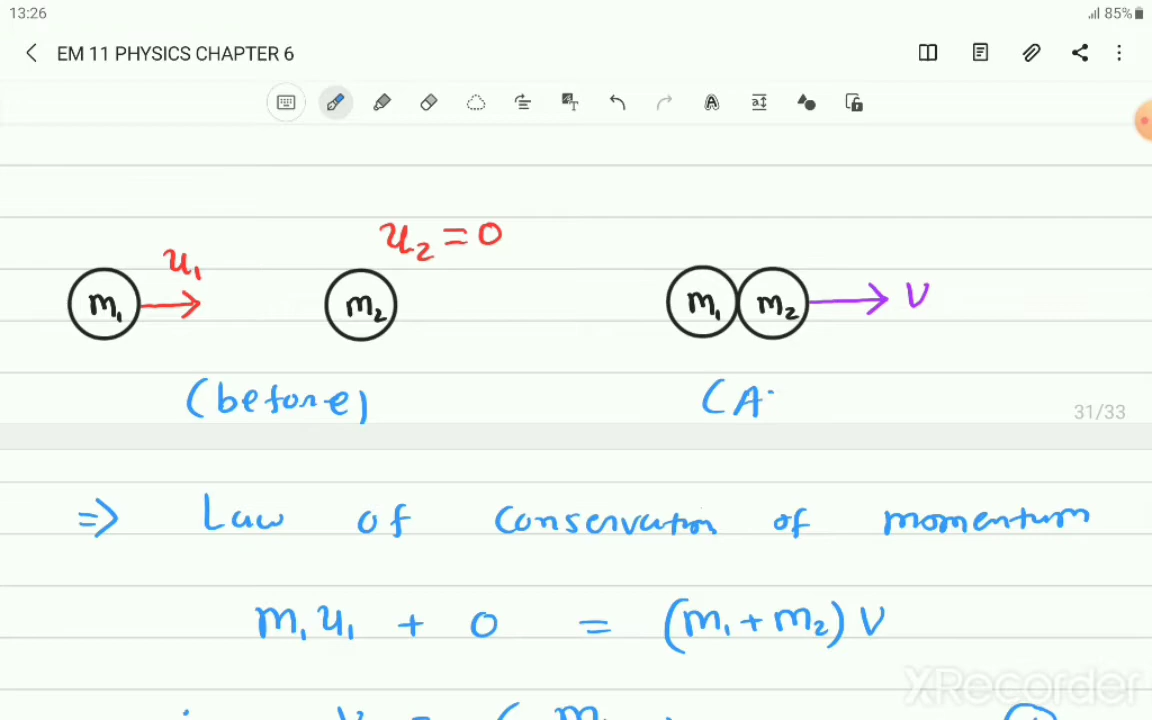 13:26 85%
EM 11 PHYSICS CHAPTER 6
u₂ = 0
u₁
m₁ m₂ m₁ m₂ v
(before) (A
31/33
⇒ Law of conservation of momentum
m₁u₁ + 0 = (m₁+m₂) v
XRecorder